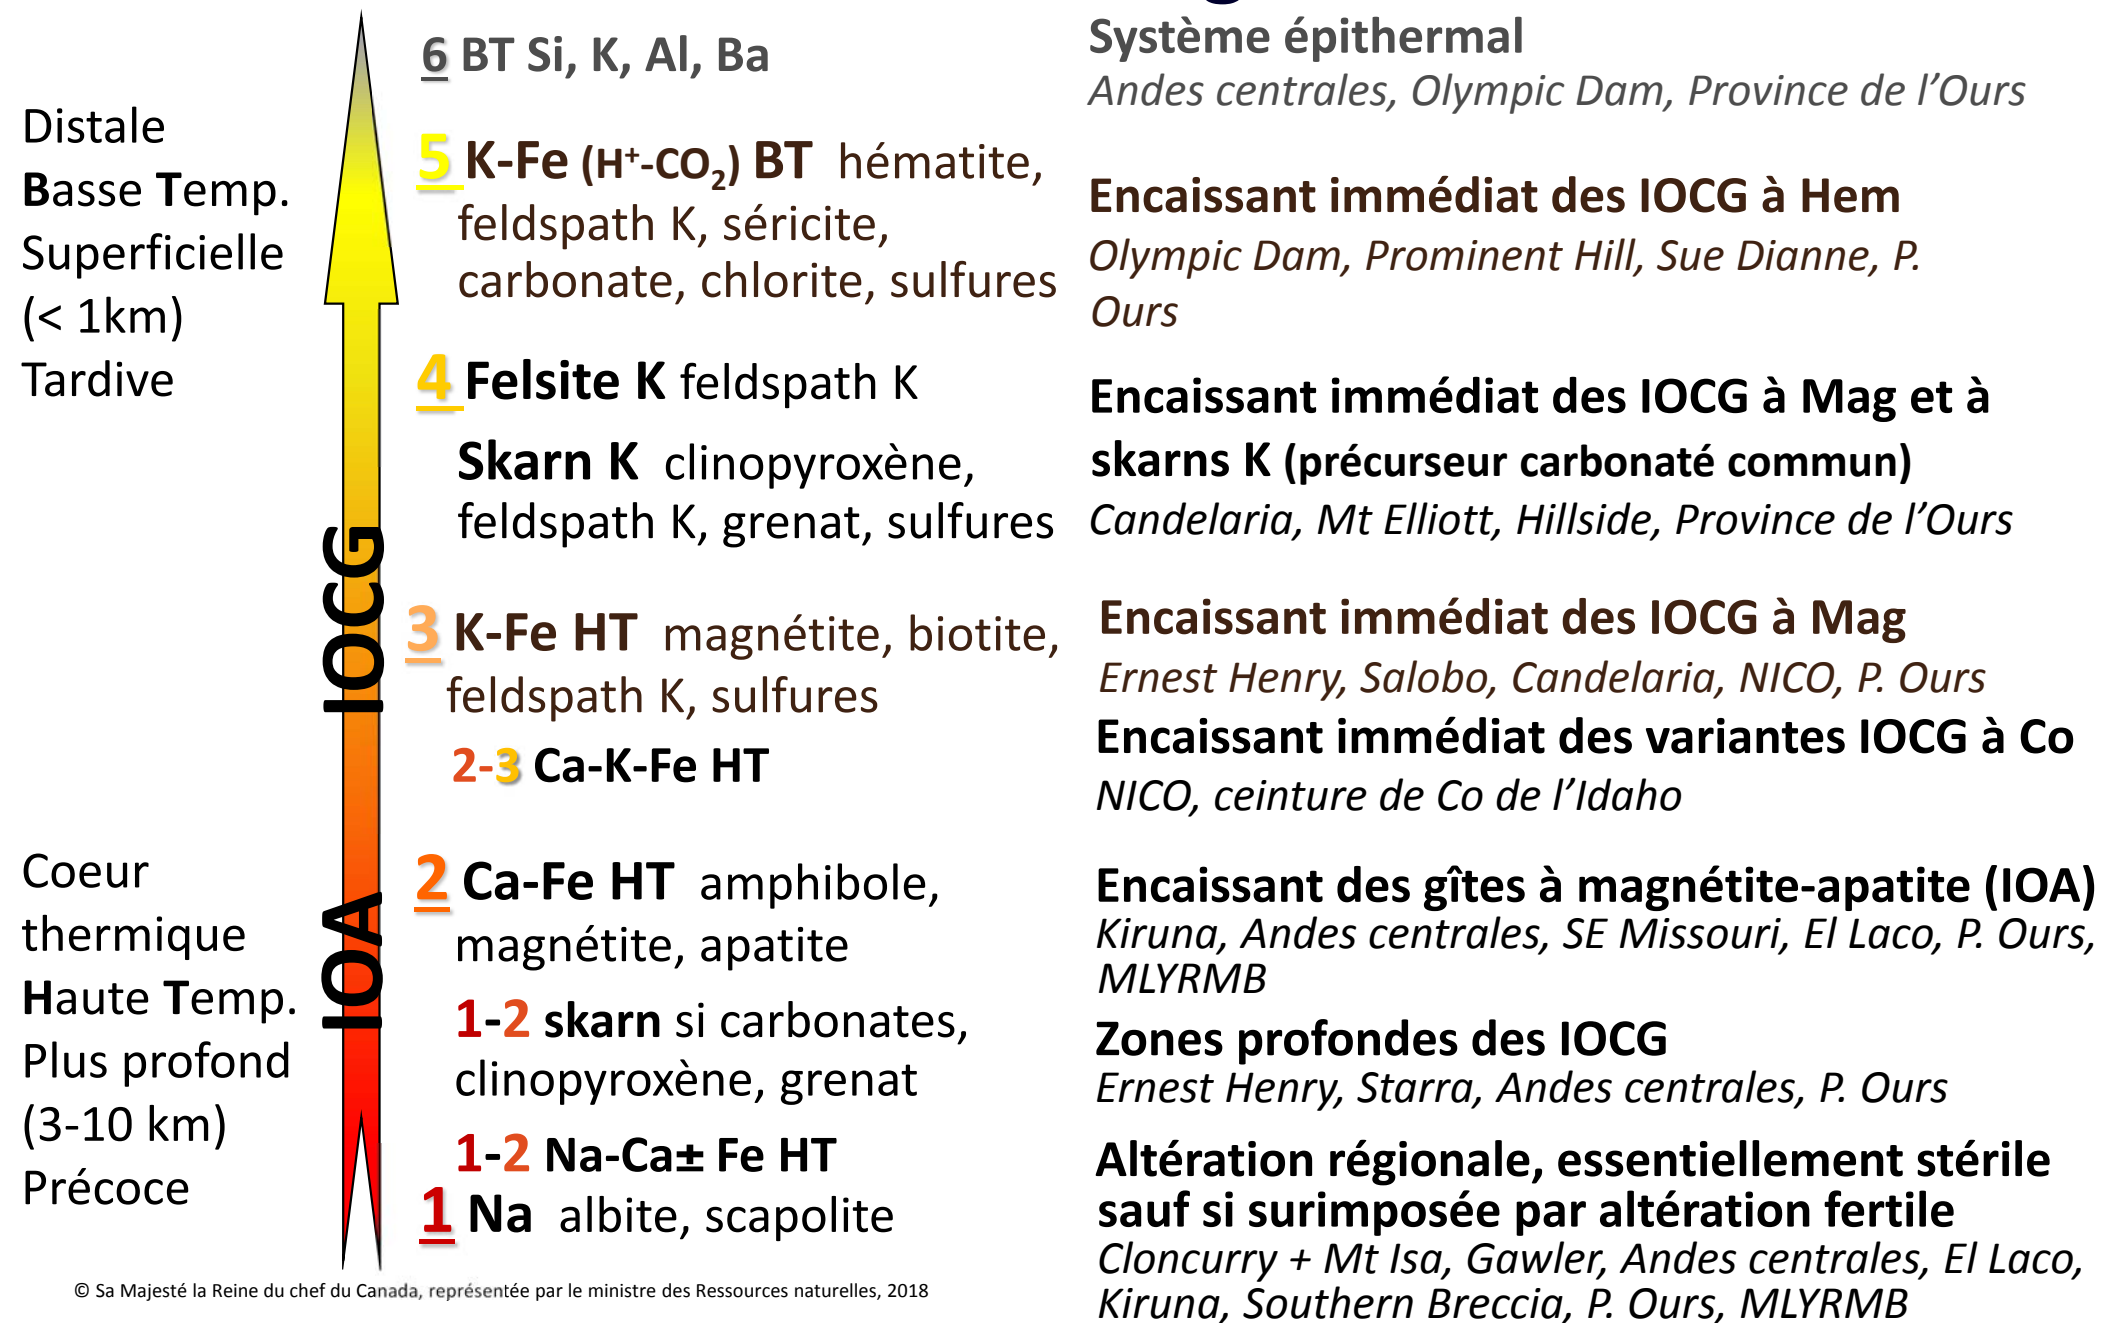 6 BT Si, K, Al, Ba
Système épithermal
Andes centrales, Olympic Dam, Province de l'Ours
Distale
Basse Temp.
Superficielle
(< 1km)
Tardive
5 K-Fe (H⁺-CO₂) BT hématite,
feldspath K, séricite,
carbonate, chlorite, sulfures
Encaissant immédiat des IOCG à Hem
Olympic Dam, Prominent Hill, Sue Dianne, P.
Ours
4 Felsite K feldspath K
Skarn K clinopyroxène,
feldspath K, grenat, sulfures
Encaissant immédiat des IOCG à Mag et à
skarns K (précurseur carbonaté commun)
Candelaria, Mt Elliott, Hillside, Province de l'Ours
IOCG
3 K-Fe HT magnétite, biotite,
feldspath K, sulfures
Encaissant immédiat des IOCG à Mag
Ernest Henry, Salobo, Candelaria, NICO, P. Ours
2-3 Ca-K-Fe HT
Encaissant immédiat des variantes IOCG à Co
NICO, ceinture de Co de l'Idaho
Coeur
thermique
Haute Temp.
Plus profond
(3-10 km)
Précoce
IOA
2 Ca-Fe HT amphibole,
magnétite, apatite
Encaissant des gîtes à magnétite-apatite (IOA)
Kiruna, Andes centrales, SE Missouri, El Laco, P. Ours,
MLYRMB
1-2 skarn si carbonates,
clinopyroxène, grenat
Zones profondes des IOCG
Ernest Henry, Starra, Andes centrales, P. Ours
1-2 Na-Ca± Fe HT
1 Na albite, scapolite
Altération régionale, essentiellement stérile
sauf si surimposée par altération fertile
Cloncurry + Mt Isa, Gawler, Andes centrales, El Laco,
Kiruna, Southern Breccia, P. Ours, MLYRMB
© Sa Majesté la Reine du chef du Canada, représentée par le ministre des Ressources naturelles, 2018